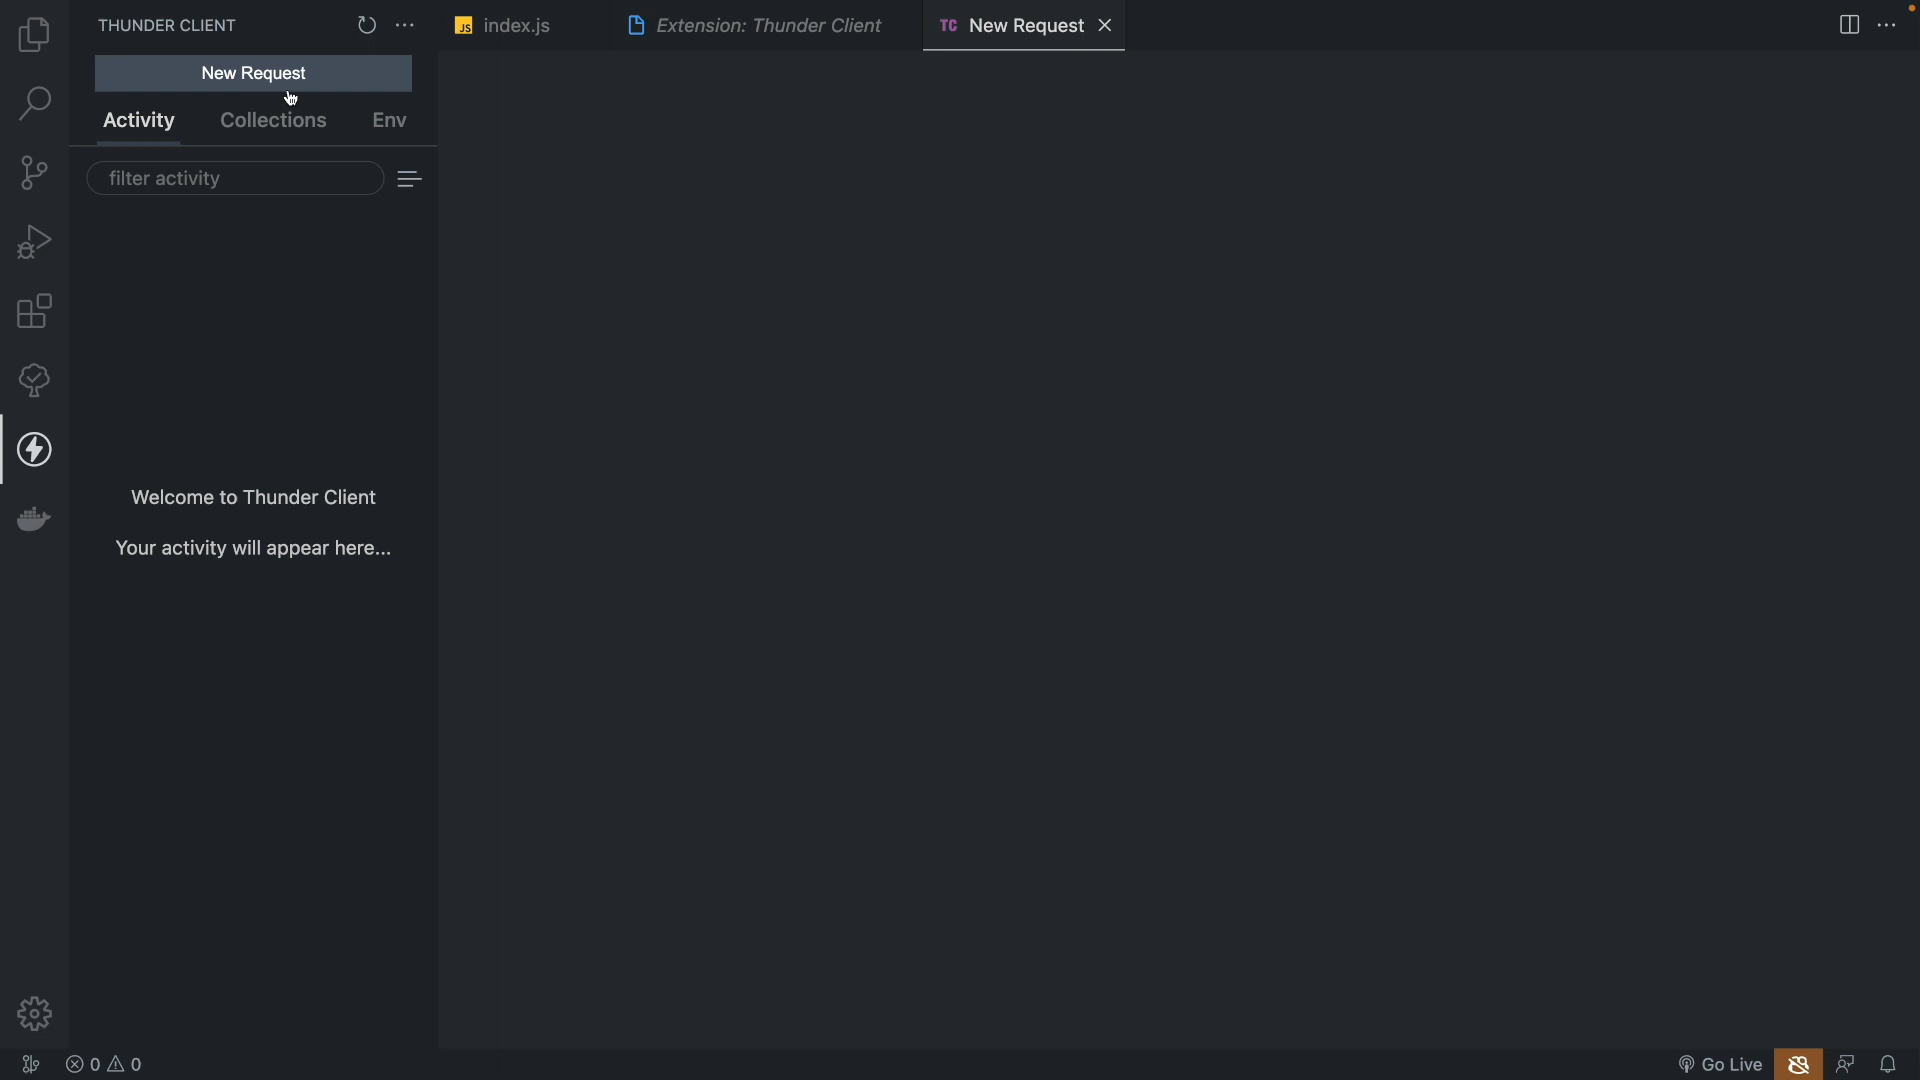 THUNDER CLIENT
JS index.js
Extension: Thunder Client
TC New Request
New Request
Activity Collections Env
filter activity
Welcome to Thunder Client
Your activity will appear here...
0 0
Go Live